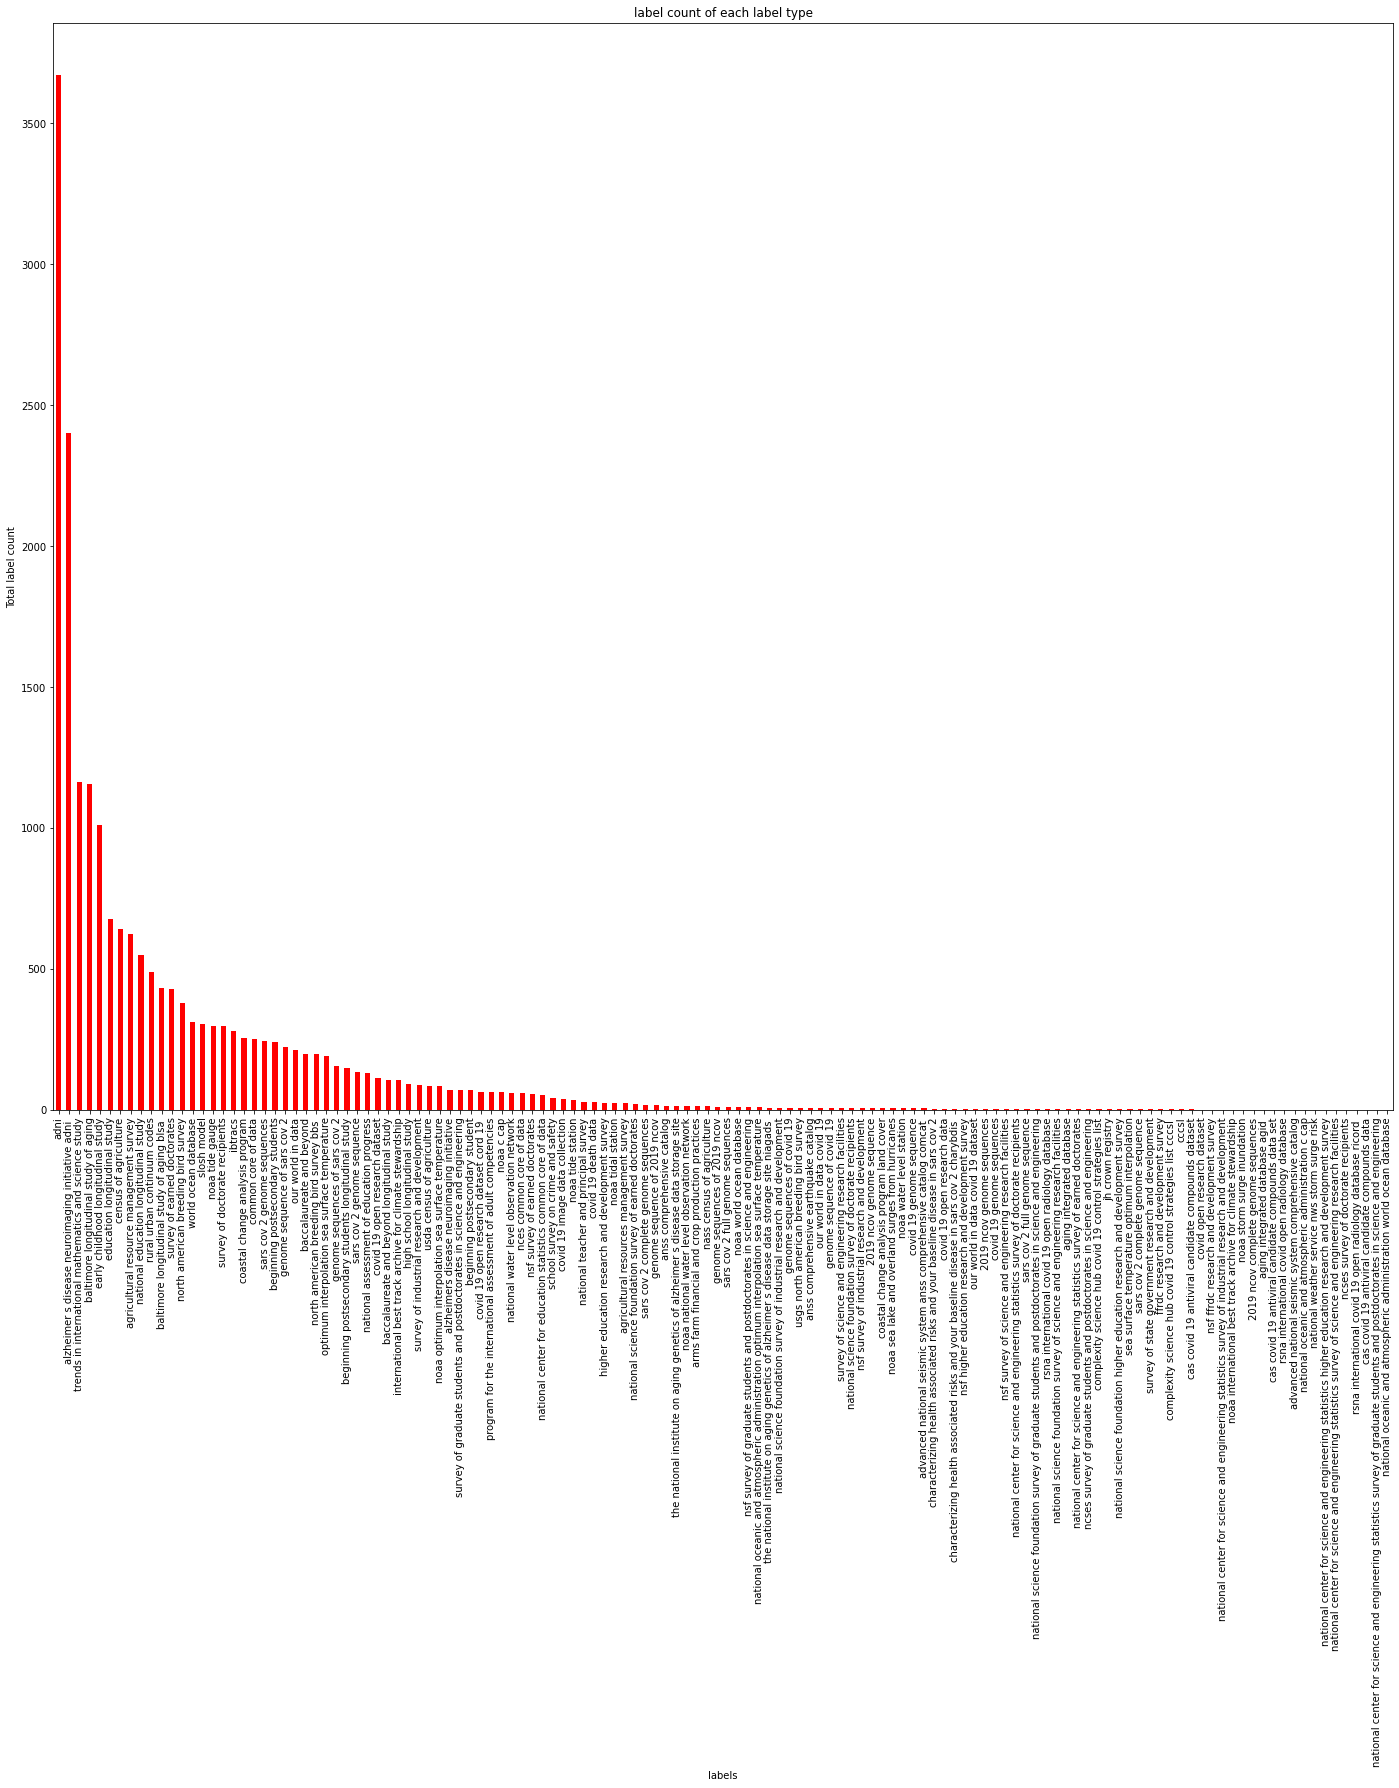 label count of each label type
Total label count
3500
3000
2500
2000
1500
1000
500
0
adni
alzheimer s disease neuroimaging initiative adni
trends in international mathematics and science study
baltimore longitudinal study of aging
early childhood longitudinal study
education longitudinal study
census of agriculture
agricultural resource management survey
national education longitudinal study
rural urban continuum codes
baltimore longitudinal study of aging blsa
survey of earned doctorates
north american breeding bird survey
world ocean database
slosh model
noaa tide gauge
survey of doctorate recipients
ibtracs
coastal change analysis program
common core of data
sars cov 2 genome sequences
beginning postsecondary students
genome sequence of sars cov 2
our world in data
baccalaureate and beyond
north american breeding bird survey bbs
optimum interpolation sea surface temperature
genome sequences of sars cov 2
beginning postsecondary students longitudinal study
sars cov 2 genome sequence
national assessment of education progress
covid 19 open research dataset
baccalaureate and beyond longitudinal study
international best track archive for climate stewardship
high school longitudinal study
survey of industrial research and development
usda census of agriculture
noaa optimum interpolation sea surface temperature
alzheimers disease neuroimaging initiative
survey of graduate students and postdoctorates in science and engineering
beginning postsecondary student
covid 19 open research dataset cord 19
program for the international assessment of adult competencies
noaa c cap
national water level observation network
nces common core of data
nsf survey of earned doctorates
national center for education statistics common core of data
school survey on crime and safety
covid 19 image data collection
noaa tide station
national teacher and principal survey
covid 19 death data
higher education research and development survey
noaa tidal station
agricultural resources management survey
national science foundation survey of earned doctorates
sars cov 2 complete genome sequences
genome sequence of 2019 ncov
anss comprehensive catalog
the national institute on aging genetics of alzheimer s disease data storage site
noaa national water level observation network
arms farm financial and crop production practices
nass census of agriculture
genome sequences of 2019 ncov
sars cov 2 full genome sequences
noaa world ocean database
nsf survey of graduate students and postdoctorates in science and engineering
national oceanic and atmospheric administration optimum interpolation sea surface temperature
the national institute on aging genetics of alzheimer s disease data storage site niagads
national science foundation survey of industrial research and development
genome sequences of covid 19
usgs north american breeding bird survey
anss comprehensive earthquake catalog
our world in data covid 19
genome sequence of covid 19
survey of science and engineering research facilities
national science foundation survey of doctorate recipients
nsf survey of industrial research and development
2019 ncov genome sequence
coastal change analysis program land cover
noaa sea lake and overland surges from hurricanes
noaa water level station
covid 19 genome sequence
advanced national seismic system anss comprehensive catalog comcat
characterizing health associated risks and your baseline disease in sars cov 2
covid 19 open research data
characterizing health associated risks and your baseline disease in sars cov 2 charybdis
nsf higher education research and development survey
our world in data covid 19 dataset
2019 ncov genome sequences
covid 19 genome sequences
nsf survey of science and engineering research facilities
national center for science and engineering statistics survey of doctorate recipients
sars cov 2 full genome sequence
national science foundation survey of graduate students and postdoctorates in science and engineering
rsna international covid 19 open radiology database
national science foundation survey of science and engineering research facilities
aging integrated database
national center for science and engineering statistics survey of earned doctorates
ncses survey of graduate students and postdoctorates in science and engineering
complexity science hub covid 19 control strategies list
jh crown registry
national science foundation higher education research and development survey
sea surface temperature optimum interpolation
sars cov 2 complete genome sequence
survey of state government research and development
ffrdc research and development survey
complexity science hub covid 19 control strategies list cccsl
cccsl
cas covid 19 antiviral candidate compounds dataset
covid open research dataset
nsf ffrdc research and development survey
national center for science and engineering statistics survey of industrial research and development
noaa international best track archive for climate stewardship
noaa storm surge inundation
2019 ncov complete genome sequences
aging integrated database agid
cas covid 19 antiviral candidate compounds data set
rsna international covid open radiology database
advanced national seismic system comprehensive catalog
national oceanic and atmospheric administration c cap
national weather service nws storm surge risk
national center for science and engineering statistics higher education research and development survey
national center for science and engineering statistics survey of science and engineering research facilities
ncses survey of doctorate recipients
rsna international covid 19 open radiology database ricord
cas covid 19 antiviral candidate compounds data
national center for science and engineering statistics survey of graduate students and postdoctorates in science and engineering
national oceanic and atmospheric administration world ocean database
labels